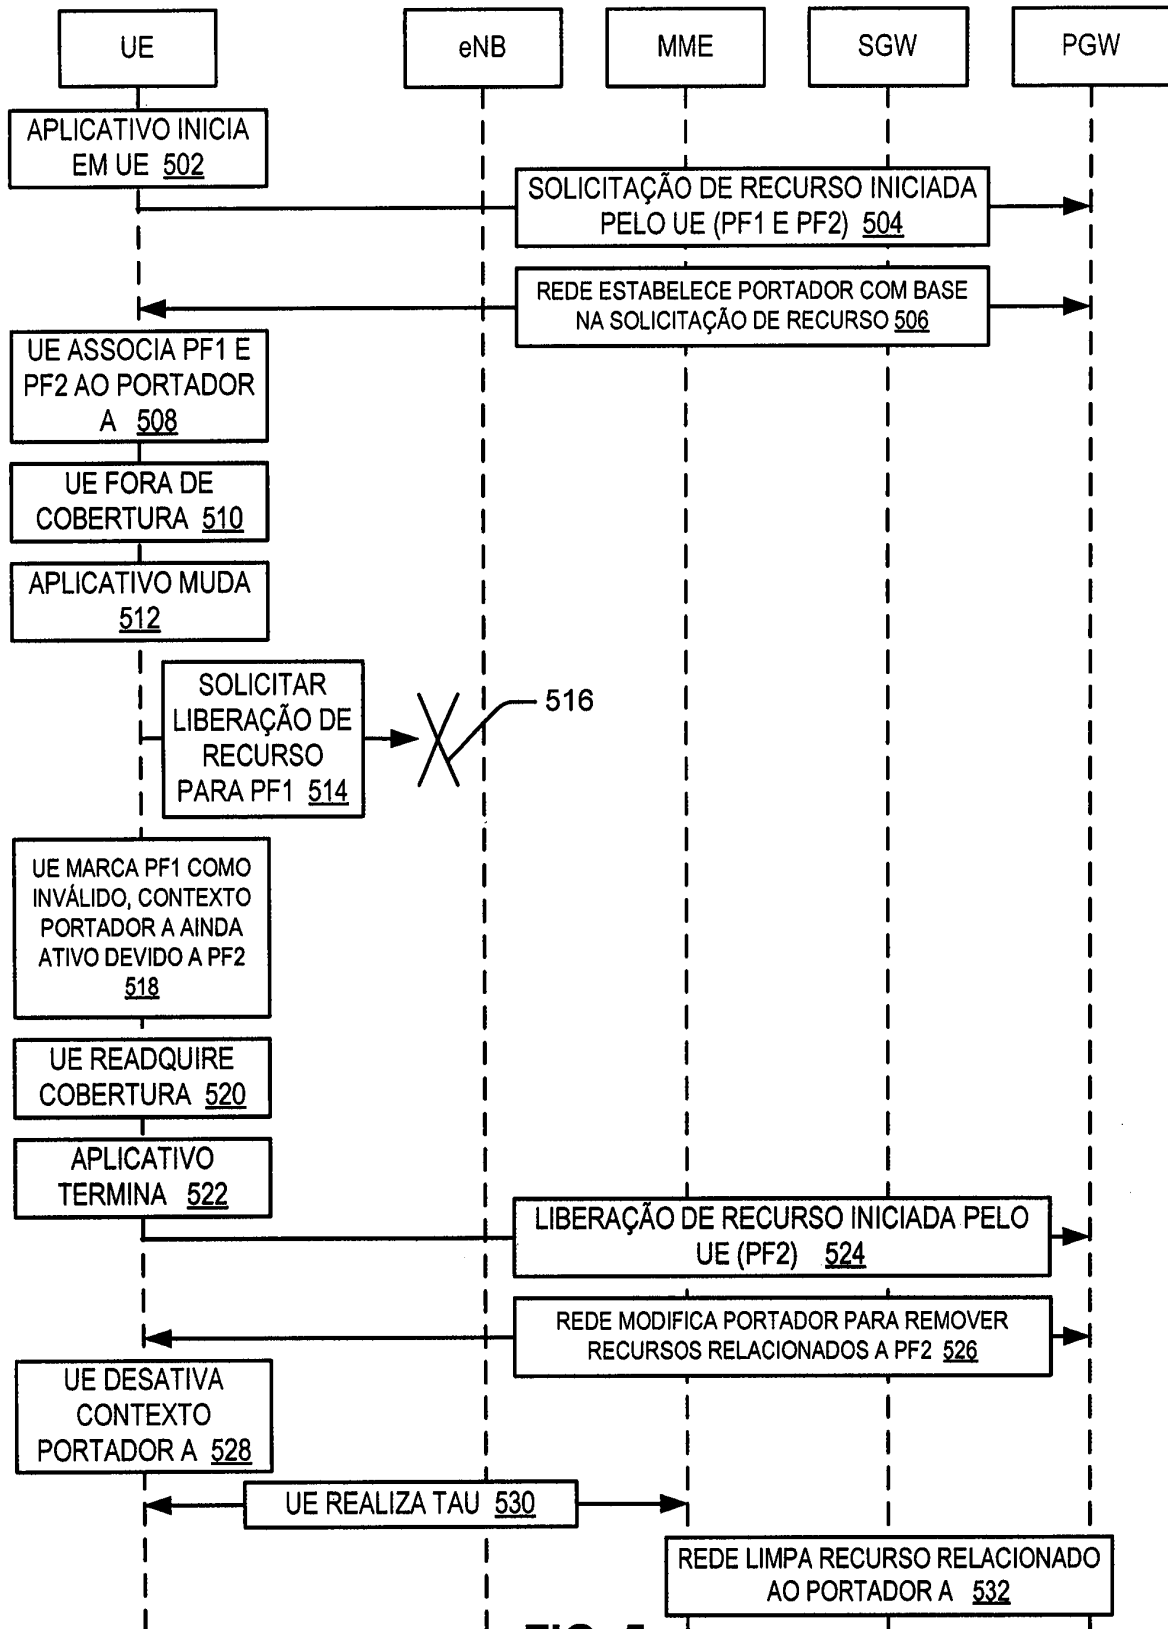 UE
eNB
MME
SGW
PGW
APLICATIVO INICIA
EM UE 502
SOLICITAÇÃO DE RECURSO INICIADA
PELO UE (PF1 E PF2) 504
REDE ESTABELECE PORTADOR COM BASE
NA SOLICITAÇÃO DE RECURSO 506
UE ASSOCIA PF1 E
PF2 AO PORTADOR
A 508
UE FORA DE
COBERTURA 510
APLICATIVO MUDA
512
SOLICITAR
LIBERAÇÃO DE
RECURSO
PARA PF1 514
516
UE MARCA PF1 COMO
INVÁLIDO, CONTEXTO
PORTADOR A AINDA
ATIVO DEVIDO A PF2
518
UE READQUIRE
COBERTURA 520
APLICATIVO
TERMINA 522
LIBERAÇÃO DE RECURSO INICIADA PELO
UE (PF2) 524
REDE MODIFICA PORTADOR PARA REMOVER
RECURSOS RELACIONADOS A PF2 526
UE DESATIVA
CONTEXTO
PORTADOR A 528
UE REALIZA TAU 530
REDE LIMPA RECURSO RELACIONADO
AO PORTADOR A 532